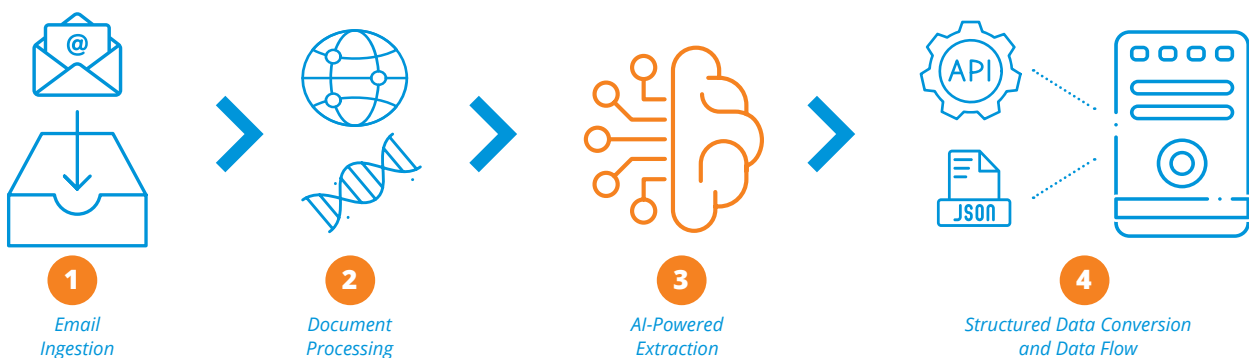 @
API
JSON
1
2
3
4
Email
Ingestion
Document
Processing
AI-Powered
Extraction
Structured Data Conversion
and Data Flow